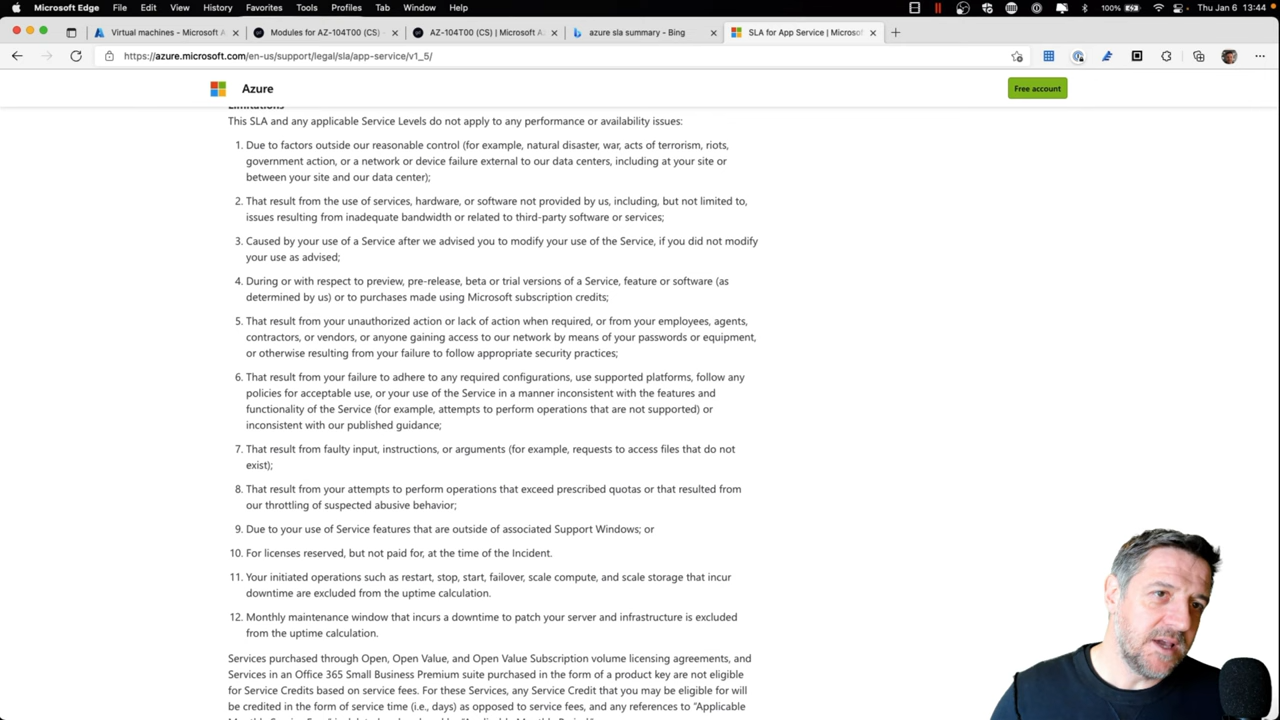 Microsoft Edge File Edit View History Favorites Tools Profiles Tab Window Help 100% Thu Jan 6 13:44
Virtual machines - Microsoft A Modules for AZ-104T00 (CS) - AZ-104T00 (CS) | Microsoft A azure sla summary - Bing SLA for App Service | Microsof
https://azure.microsoft.com/en-us/support/legal/sla/app-service/v1_5/
Azure
Free account
Limitations
This SLA and any applicable Service Levels do not apply to any performance or availability issues:
1. Due to factors outside our reasonable control (for example, natural disaster, war, acts of terrorism, riots,
government action, or a network or device failure external to our data centers, including at your site or
between your site and our data center);
2. That result from the use of services, hardware, or software not provided by us, including, but not limited to,
issues resulting from inadequate bandwidth or related to third-party software or services;
3. Caused by your use of a Service after we advised you to modify your use of the Service, if you did not modify
your use as advised;
4. During or with respect to preview, pre-release, beta or trial versions of a Service, feature or software (as
determined by us) or to purchases made using Microsoft subscription credits;
5. That result from your unauthorized action or lack of action when required, or from your employees, agents,
contractors, or vendors, or anyone gaining access to our network by means of your passwords or equipment,
or otherwise resulting from your failure to follow appropriate security practices;
6. That result from your failure to adhere to any required configurations, use supported platforms, follow any
policies for acceptable use, or your use of the Service in a manner inconsistent with the features and
functionality of the Service (for example, attempts to perform operations that are not supported) or
inconsistent with our published guidance;
7. That result from faulty input, instructions, or arguments (for example, requests to access files that do not
exist);
8. That result from your attempts to perform operations that exceed prescribed quotas or that resulted from
our throttling of suspected abusive behavior;
9. Due to your use of Service features that are outside of associated Support Windows; or
10. For licenses reserved, but not paid for, at the time of the Incident.
11. Your initiated operations such as restart, stop, start, failover, scale compute, and scale storage that incur
downtime are excluded from the uptime calculation.
12. Monthly maintenance window that incurs a downtime to patch your server and infrastructure is excluded
from the uptime calculation.
Services purchased through Open, Open Value, and Open Value Subscription volume licensing agreements, and
Services in an Office 365 Small Business Premium suite purchased in the form of a product key are not eligible
for Service Credits based on service fees. For these Services, any Service Credit that you may be eligible for will
be credited in the form of service time (i.e., days) as opposed to service fees, and any references to "Applicable